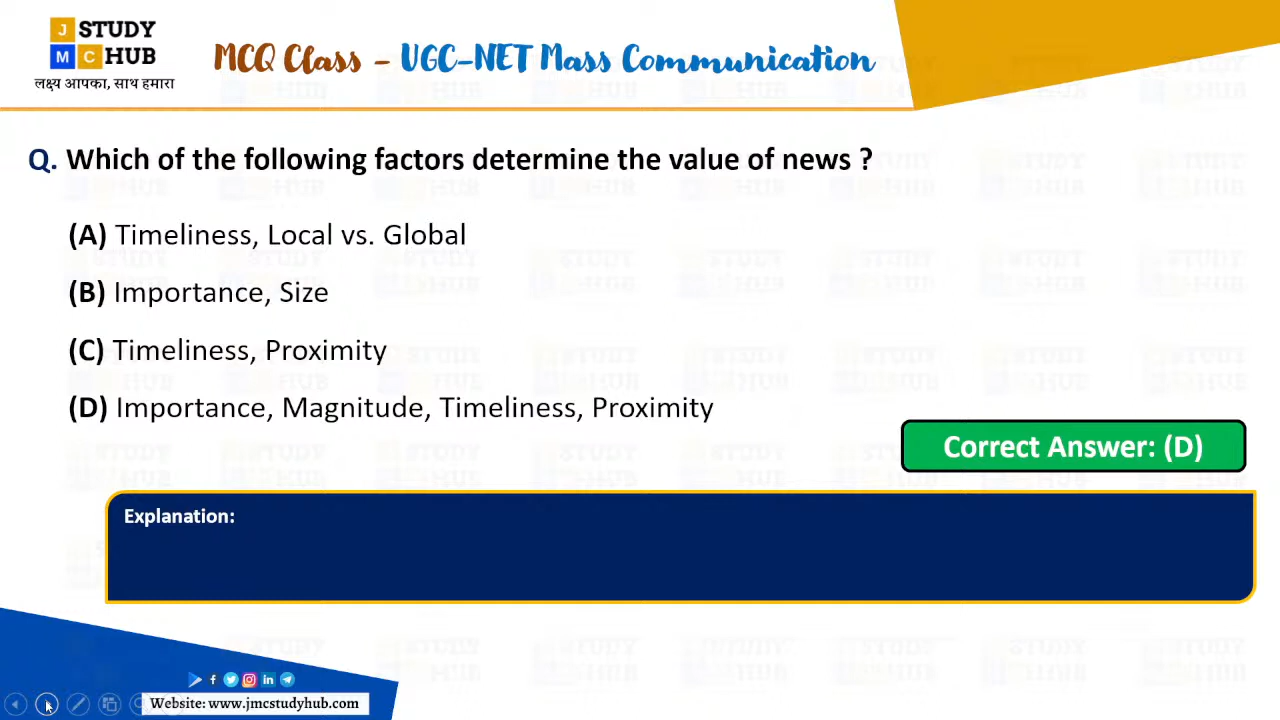 J STUDY
M C HUB
लक्ष्य आपका, साथ हमारा
MCQ Class - UGC-NET Mass Communication
Q. Which of the following factors determine the value of news ?
(A) Timeliness, Local vs. Global
(B) Importance, Size
(C) Timeliness, Proximity
(D) Importance, Magnitude, Timeliness, Proximity
Correct Answer: (D)
Explanation:
Website: www.jmcstudyhub.com